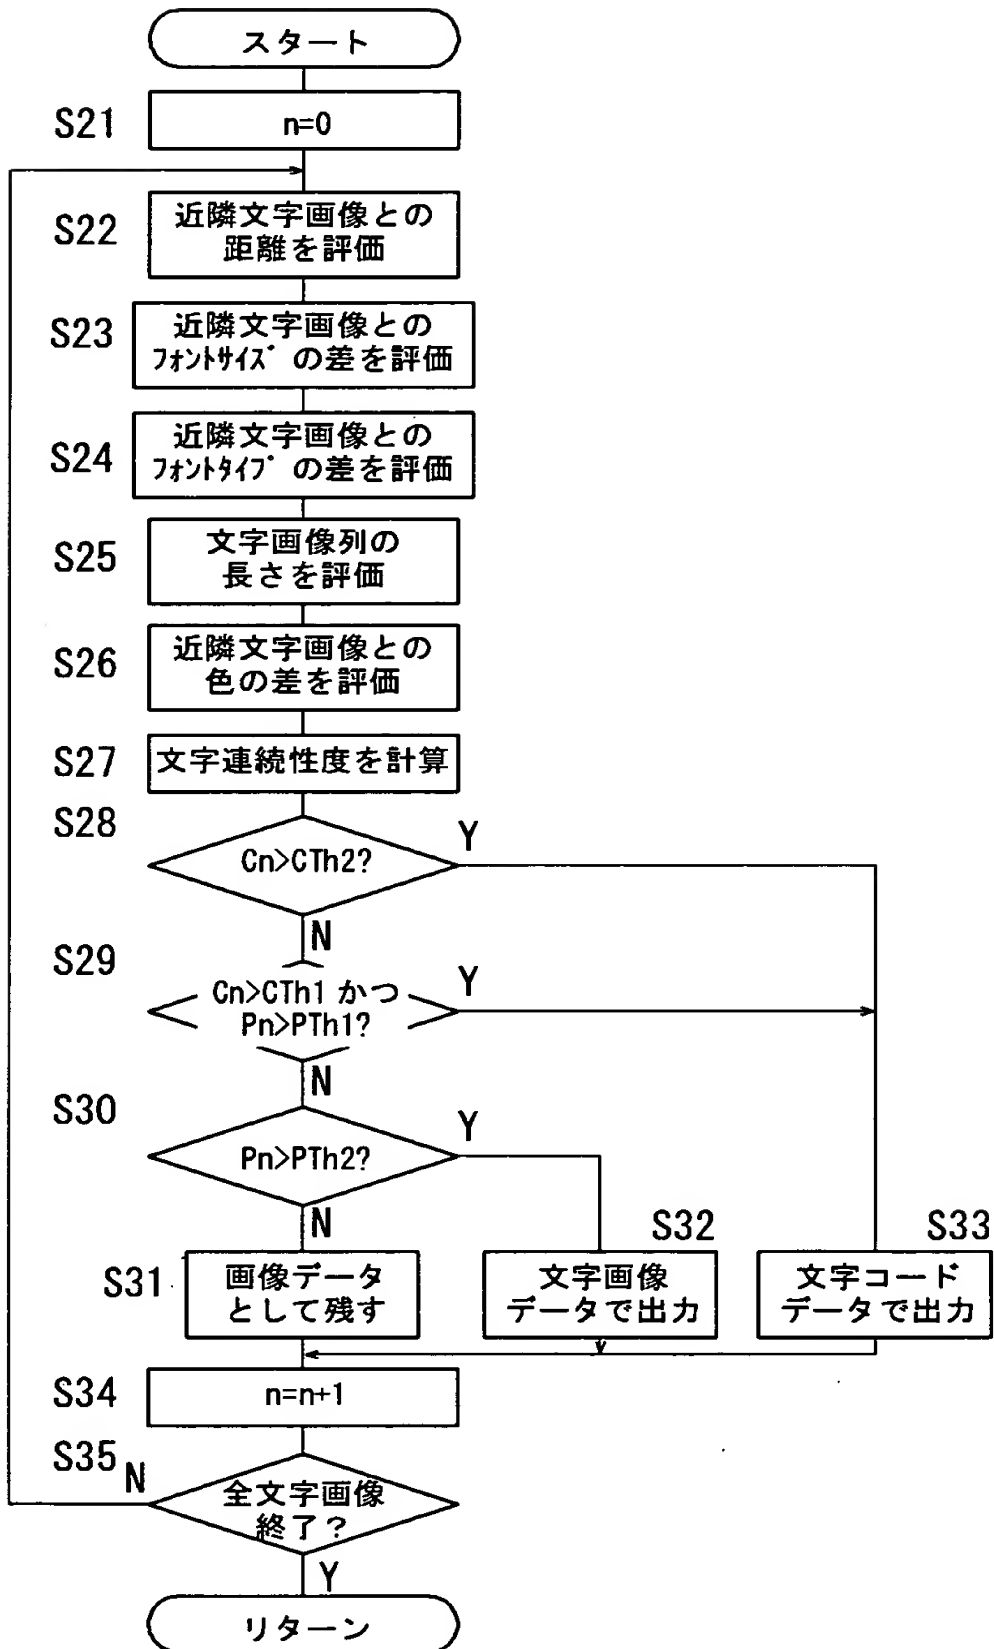 スタート
S21
n=0
S22
近隣文字画像との
距離を評価
S23
近隣文字画像との
ﾌｫﾝﾄｻｲｽﾞの差を評価
S24
近隣文字画像との
ﾌｫﾝﾄﾀｲﾌﾟの差を評価
S25
文字画像列の
長さを評価
S26
近隣文字画像との
色の差を評価
S27
文字連続性度を計算
S28
Cn>CTh2?
Y
N
S29
Cn>CTh1 かつ
Pn>PTh1?
Y
N
S30
Pn>PTh2?
Y
N
S31
画像データ
として残す
S32
文字画像
データで出力
S33
文字コード
データで出力
S34
n=n+1
S35
N
全文字画像
終了?
Y
リターン